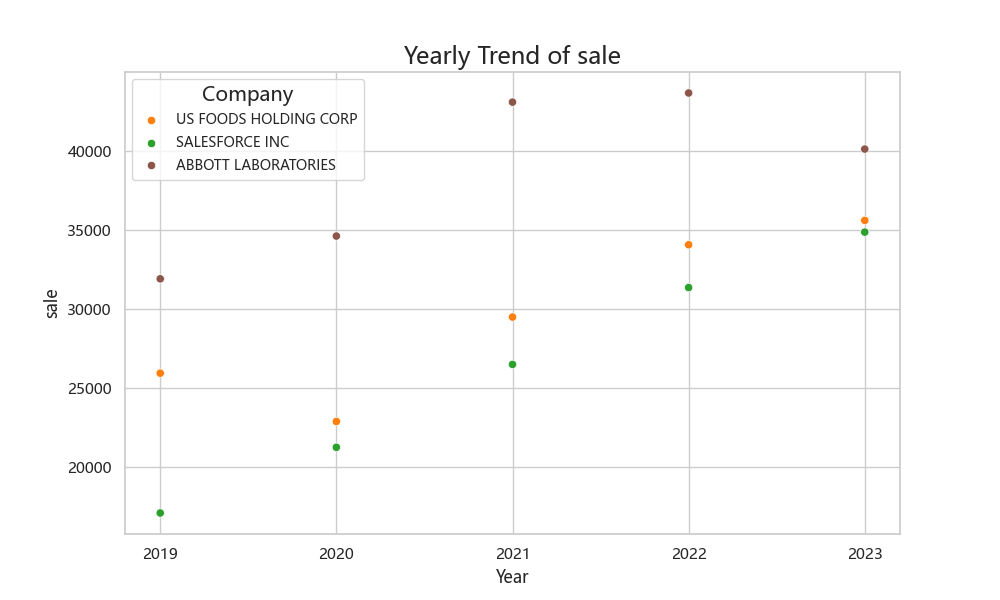 Yearly Trend of sale
Company
US FOODS HOLDING CORP
SALESFORCE INC
ABBOTT LABORATORIES
40000
35000
30000
25000
20000
sale
2019 2020 2021 2022 2023
Year